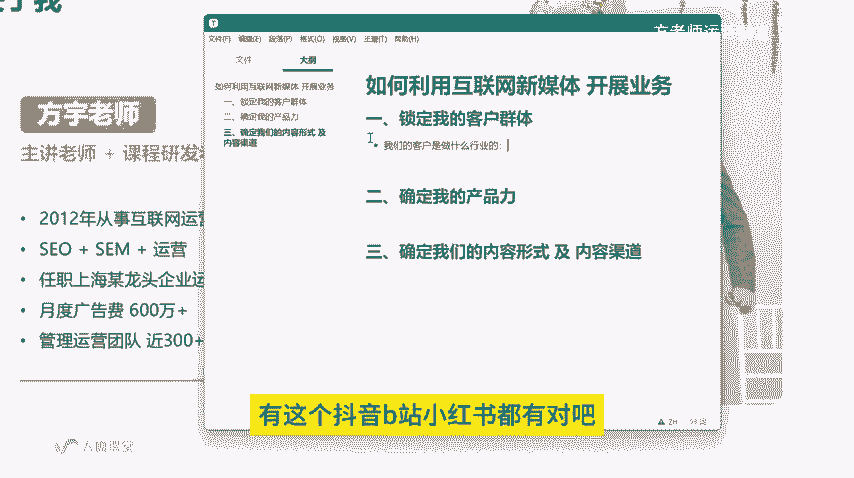 方宇老师
主讲老师 + 课程研发
• 2012年从事互联网运营
• SEO + SEM + 运营
• 任职上海某龙头企业运
• 月度广告费 600万+
• 管理运营团队 近300+
方老师运
文件(F) 编辑(E) 段落(P) 格式(O) 视图(V) 主题(T) 帮助(H)
文件 大纲
如何利用互联网新媒体 开展业务
一、锁定我的客户群体
二、确定我的产品力
三、确定我们的内容形式 及
内容渠道
如何利用互联网新媒体 开展业务
一、锁定我的客户群体
• 我们的客户是做什么行业的：
二、确定我的产品力
三、确定我们的内容形式 及 内容渠道
有这个抖音b站小红书都有对吧